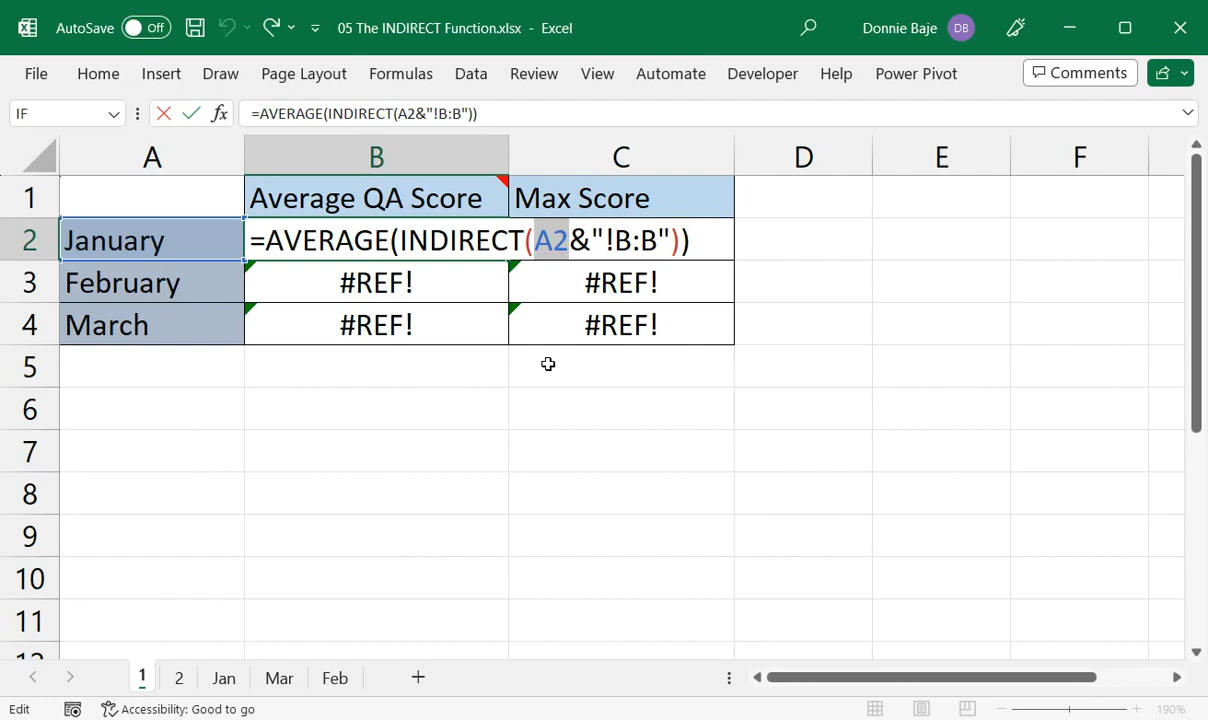 AutoSave Off 05 The INDIRECT Function.xlsx - Excel Donnie Baje DB
File Home Insert Draw Page Layout Formulas Data Review View Automate Developer Help Power Pivot Comments
IF fx =AVERAGE(INDIRECT(A2&"!B:B"))
A B C D E F
1 Average QA Score Max Score
2 January =AVERAGE(INDIRECT(A2&"!B:B"))
3 February #REF! #REF!
4 March #REF! #REF!
5
6
7
8
9
10
11
12
1 2 Jan Mar Feb
Edit Accessibility: Good to go 190%